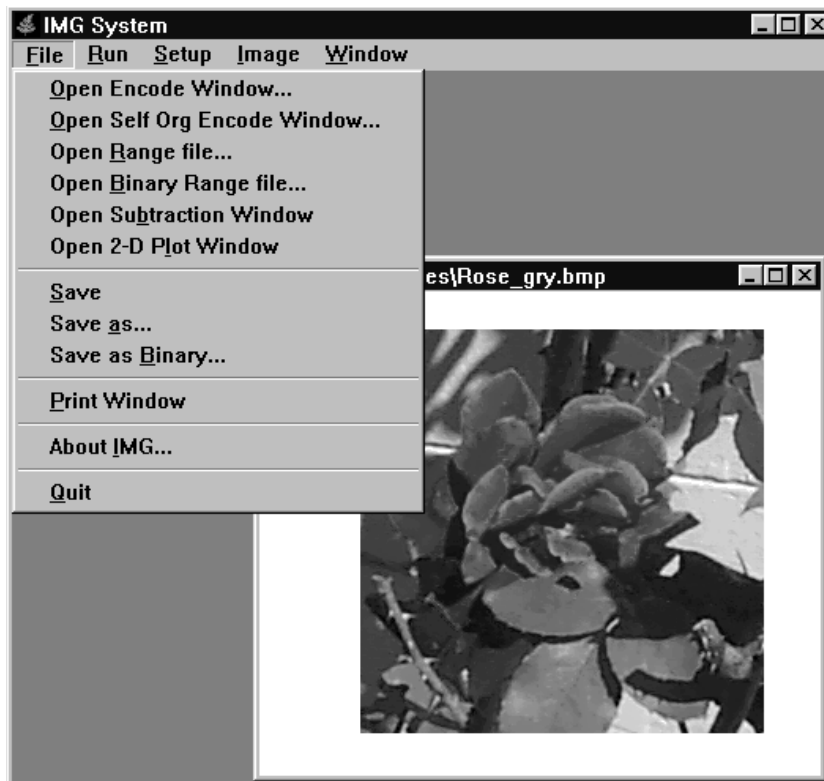 IMG System
File Run Setup Image Window
Open Encode Window...
Open Self Org Encode Window...
Open Range file...
Open Binary Range file...
Open Subtraction Window
Open 2-D Plot Window
Save
Save as...
Save as Binary...
Print Window
About IMG...
Quit
es\Rose_gry.bmp